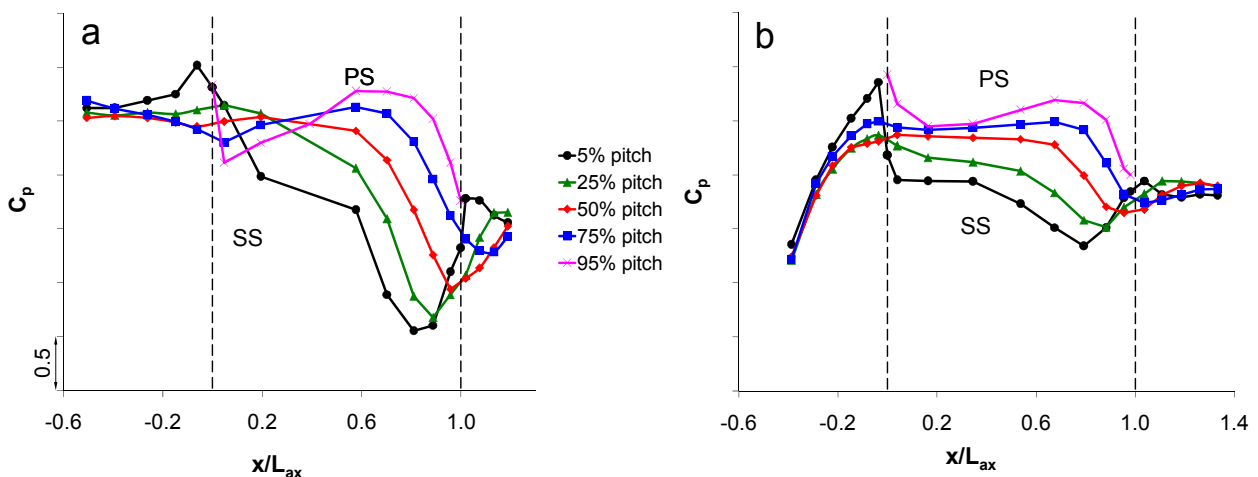 a
PS
SS
Cp
0.5
-0.6
-0.2
0.2
0.6
1.0
x/Lax
5% pitch
25% pitch
50% pitch
75% pitch
95% pitch
b
PS
SS
Cp
-0.6
-0.2
0.2
0.6
1.0
1.4
x/Lax